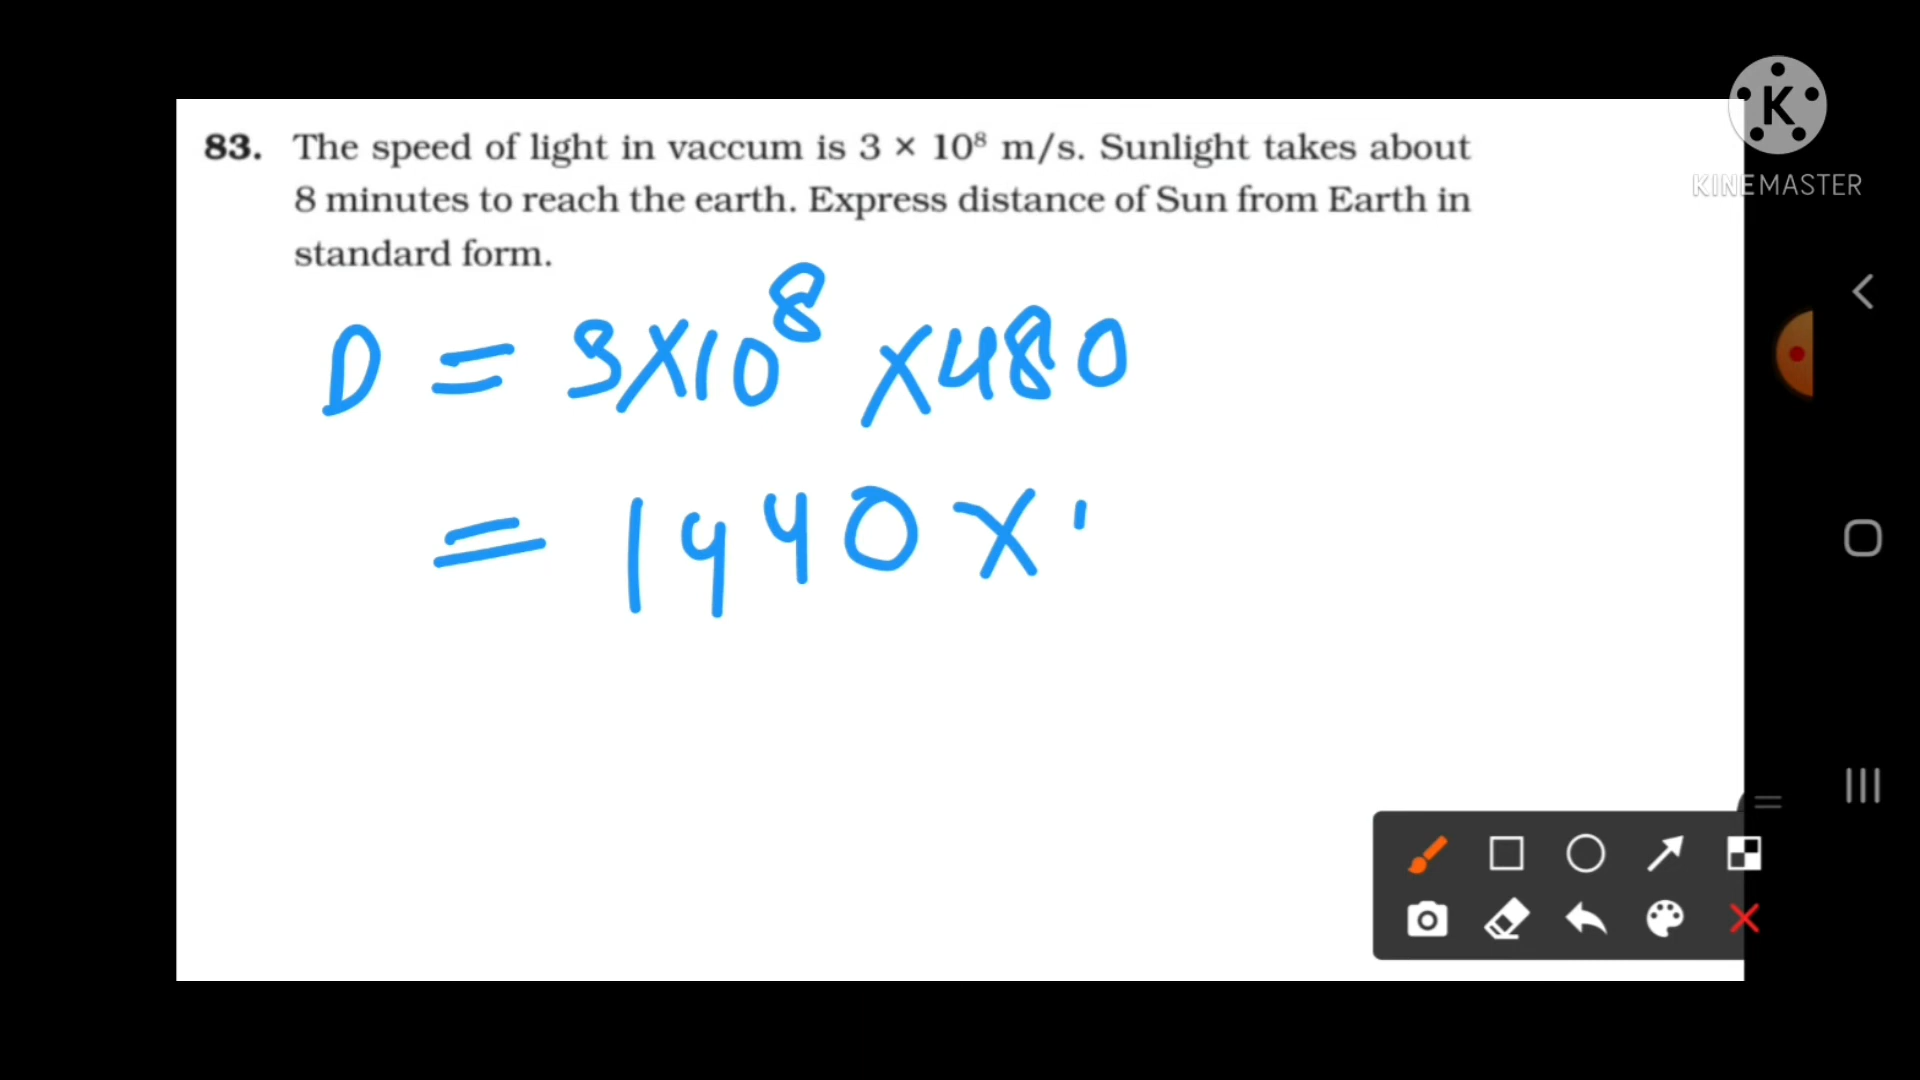 83. The speed of light in vaccum is 3 × 10⁸ m/s. Sunlight takes about
8 minutes to reach the earth. Express distance of Sun from Earth in
standard form.
D = 3×10⁸ ×480
= 1440 ×
K
KINEMASTER